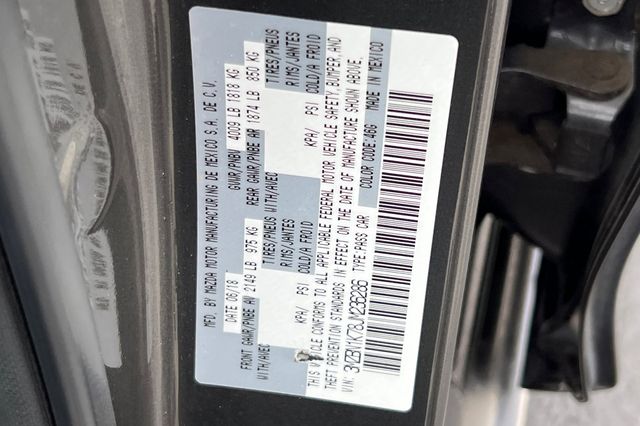 MFD. BY MAZDA MOTOR MANUFACTURING DE MEXICO S.A. DE C.V.
DATE 06/18 GVWR/PNBV 4009 LB 1818 KG
FRONT GAWR/PNBE AV 2149 LB 975 KG REAR GAWR/PNBE AR 1874 LB 850 KG
WITH/AVEC TIRES/PNEUS WITH/AVEC TIRES/PNEUS
RIMS/JANTES RIMS/JANTES
COLD/A FROID COLD/A FROID
KPA/ PSI KPA/ PSI
THIS VEHICLE CONFORMS TO ALL APPLICABLE FEDERAL MOTOR VEHICLE SAFETY, BUMPER, AND
THEFT PREVENTION STANDARDS IN EFFECT ON THE DATE OF MANUFACTURE SHOWN ABOVE.
TYPE: PASS CAR COLOR CODE: 46G MADE IN MEXICO